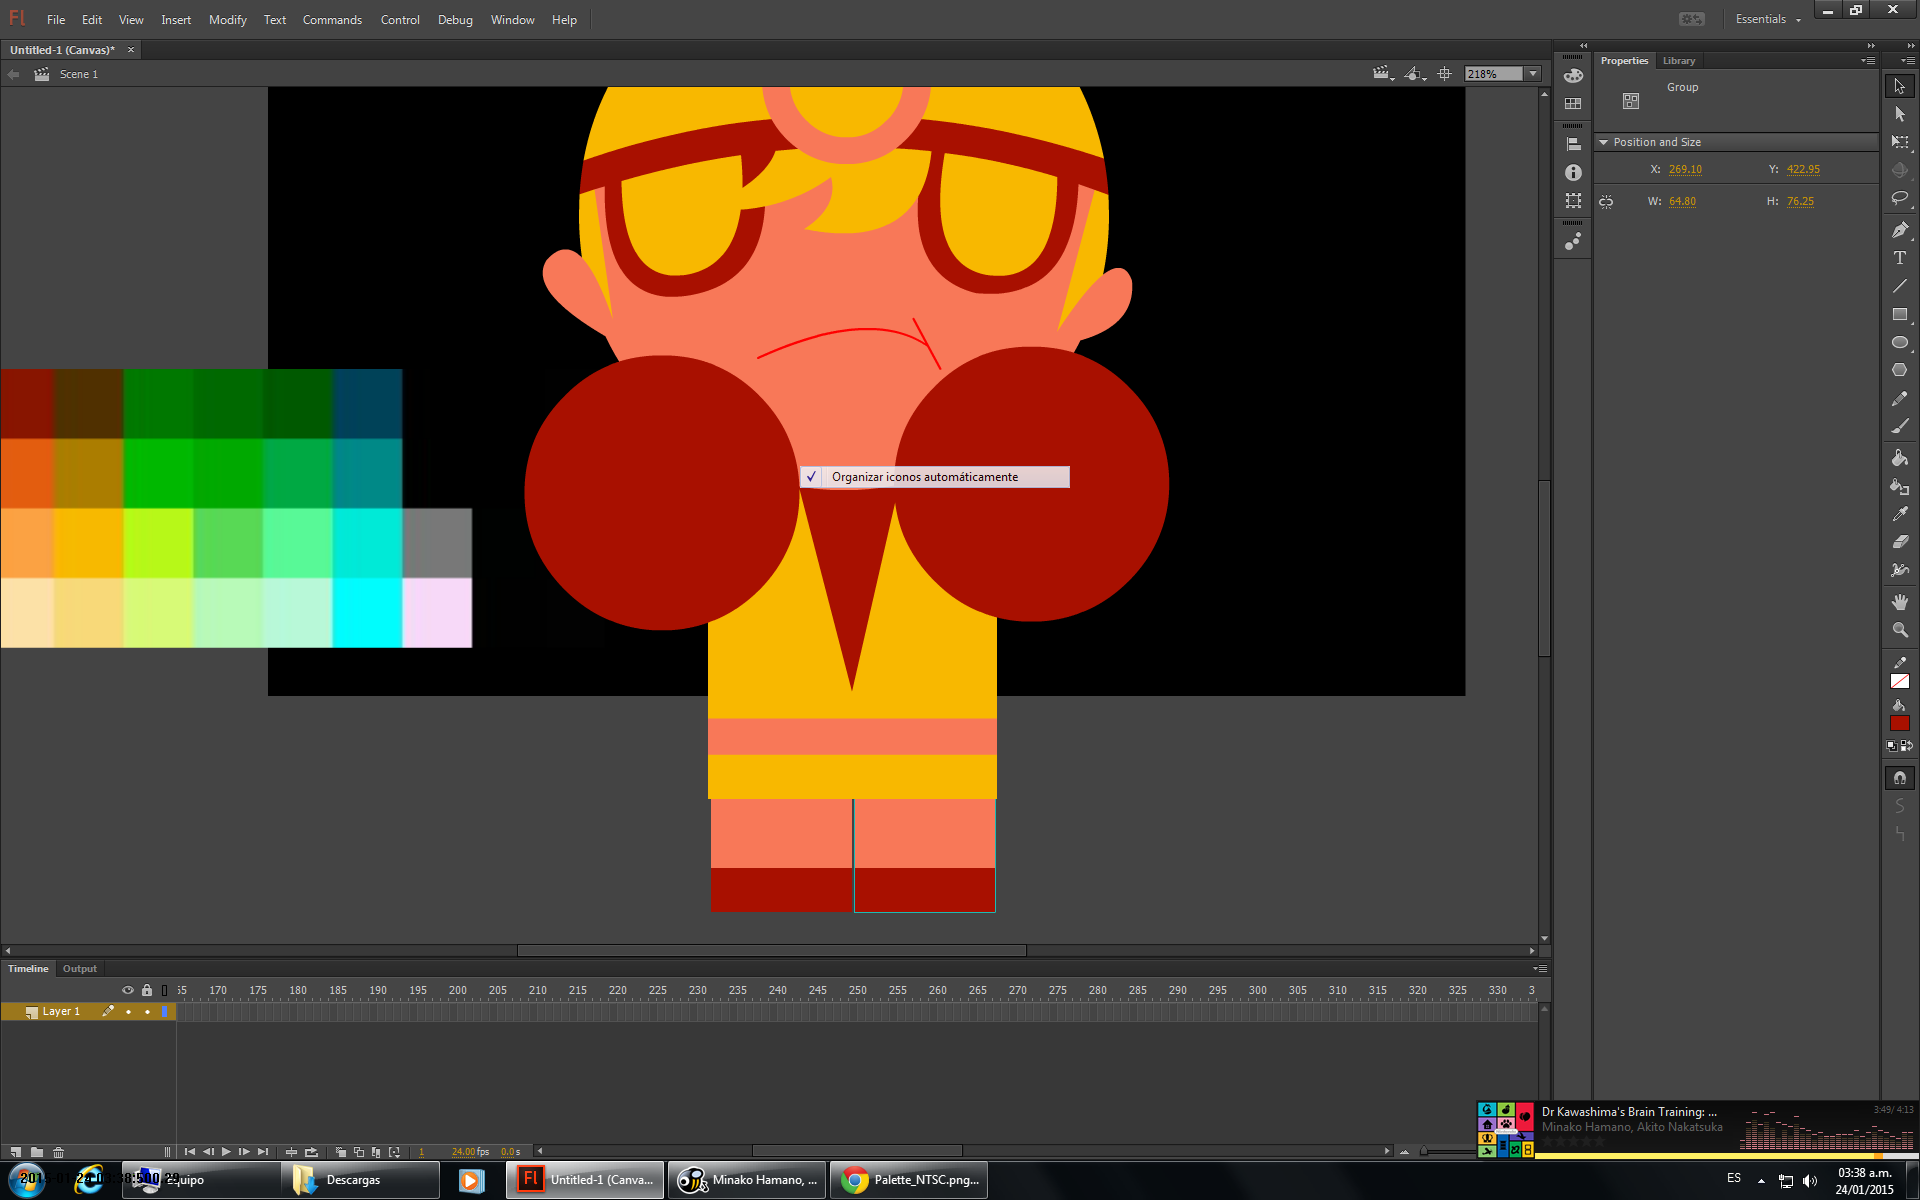 Fl File Edit View Insert Modify Text Commands Control Debug Window Help Essentials
Untitled-1 (Canvas)* ×
Scene 1 218%
Properties Library
Group
Position and Size
X: 269.10 Y: 422.95
W: 64.80 H: 76.25
T
✓ Organizar iconos automáticamente
Timeline Output
170 175 180 185 190 195 200 205 210 215 220 225 230 235 240 245 250 255 260 265 270 275 280 285 290 295 300 305 310 315 320 325 330 3
Layer 1
1 24.00 fps 0.0 s
Dr Kawashima's Brain Training: ... 3:49/ 4:13
Minako Hamano, Akito Nakatsuka
Equipo
Descargas
Fl Untitled-1 (Canva...
Minako Hamano, ...
Palette_NTSC.png...
ES
03:38 a.m.
24/01/2015